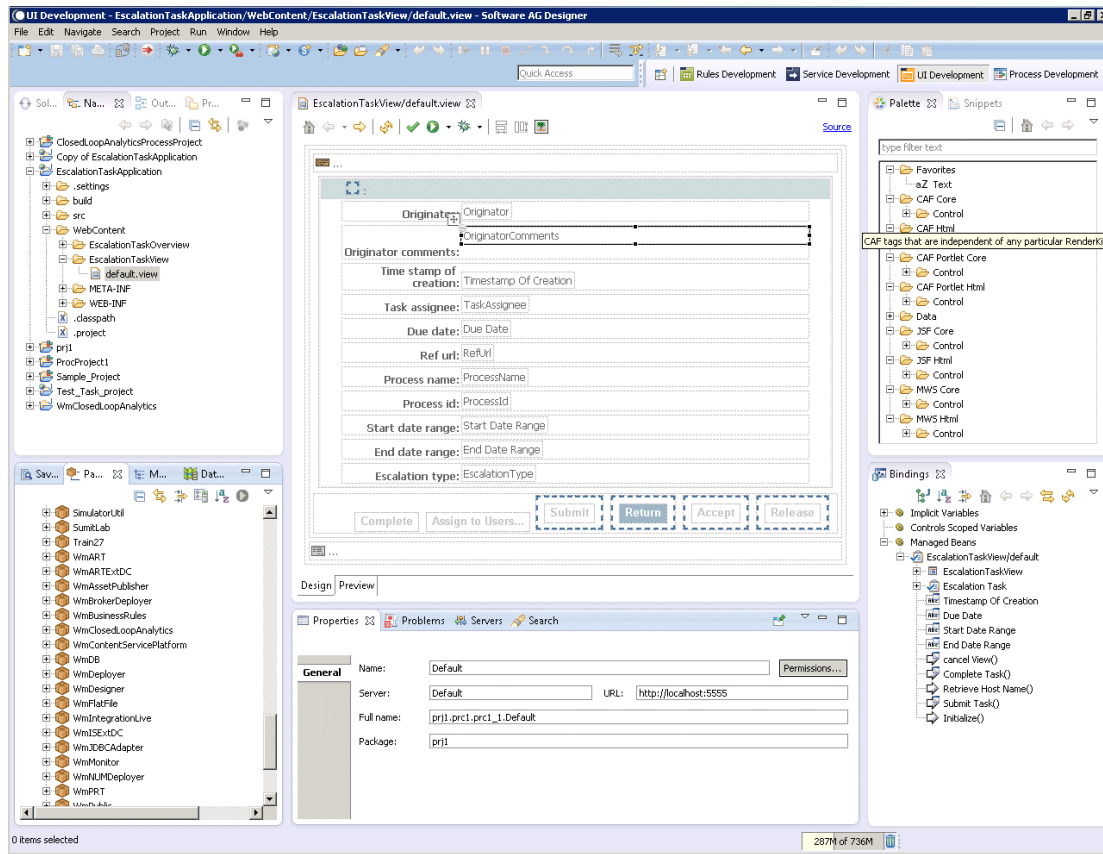 UI Development - EscalationTaskApplication/WebContent/EscalationTaskView/default.view - Software AG Designer
File Edit Navigate Search Project Run Window Help
Quick Access
Rules Development
Service Development
UI Development
Process Development
Sol...
Na...
Out...
Pr...
ClosedLoopAnalyticsProcessProject
Copy of EscalationTaskApplication
EscalationTaskApplication
.settings
build
src
WebContent
EscalationTaskOverview
EscalationTaskView
default.view
META-INF
WEB-INF
.classpath
.project
prj1
ProcProject1
Sample_Project
Test_Task_project
WmClosedLoopAnalytics
EscalationTaskView/default.view
Source
...
:
Originator: Originator
Originator comments: OriginatorComments
Time stamp of
creation: Timestamp Of Creation
Task assignee: TaskAssignee
Due date: Due Date
Ref url: RefUrl
Process name: ProcessName
Process id: ProcessId
Start date range: Start Date Range
End date range: End Date Range
Escalation type: EscalationType
Complete
Assign to Users...
Submit
Return
Accept
Release
...
Design
Preview
Palette
Snippets
type filter text
Favorites
aZ Text
CAF Core
Control
CAF Html
CAF tags that are independent of any particular RenderKi
CAF Portlet Core
Control
CAF Portlet Html
Control
Data
JSF Core
Control
JSF Html
Control
MWS Core
Control
MWS Html
Control
Sav...
Pa...
M...
Dat...
SimulatorUtil
SumitLab
Train27
WmART
WmARTExtDC
WmAssetPublisher
WmBrokerDeployer
WmBusinessRules
WmClosedLoopAnalytics
WmContentServicePlatform
WmDB
WmDeployer
WmDesigner
WmFlatFile
WmIntegrationLive
WmISExtDC
WmJDBCAdapter
WmMonitor
WmNUMDeployer
WmPRT
WmPublic
Properties
Problems
Servers
Search
General
Name: Default
Permissions...
Server: Default
URL: http://localhost:5555
Full name: prj1.prc1.prc1_1.Default
Package: prj1
Bindings
Implicit Variables
Controls Scoped Variables
Managed Beans
EscalationTaskView/default
EscalationTaskView
Escalation Task
Timestamp Of Creation
Due Date
Start Date Range
End Date Range
cancel View()
Complete Task()
Retrieve Host Name()
Submit Task()
Initialize()
0 items selected
287M of 736M